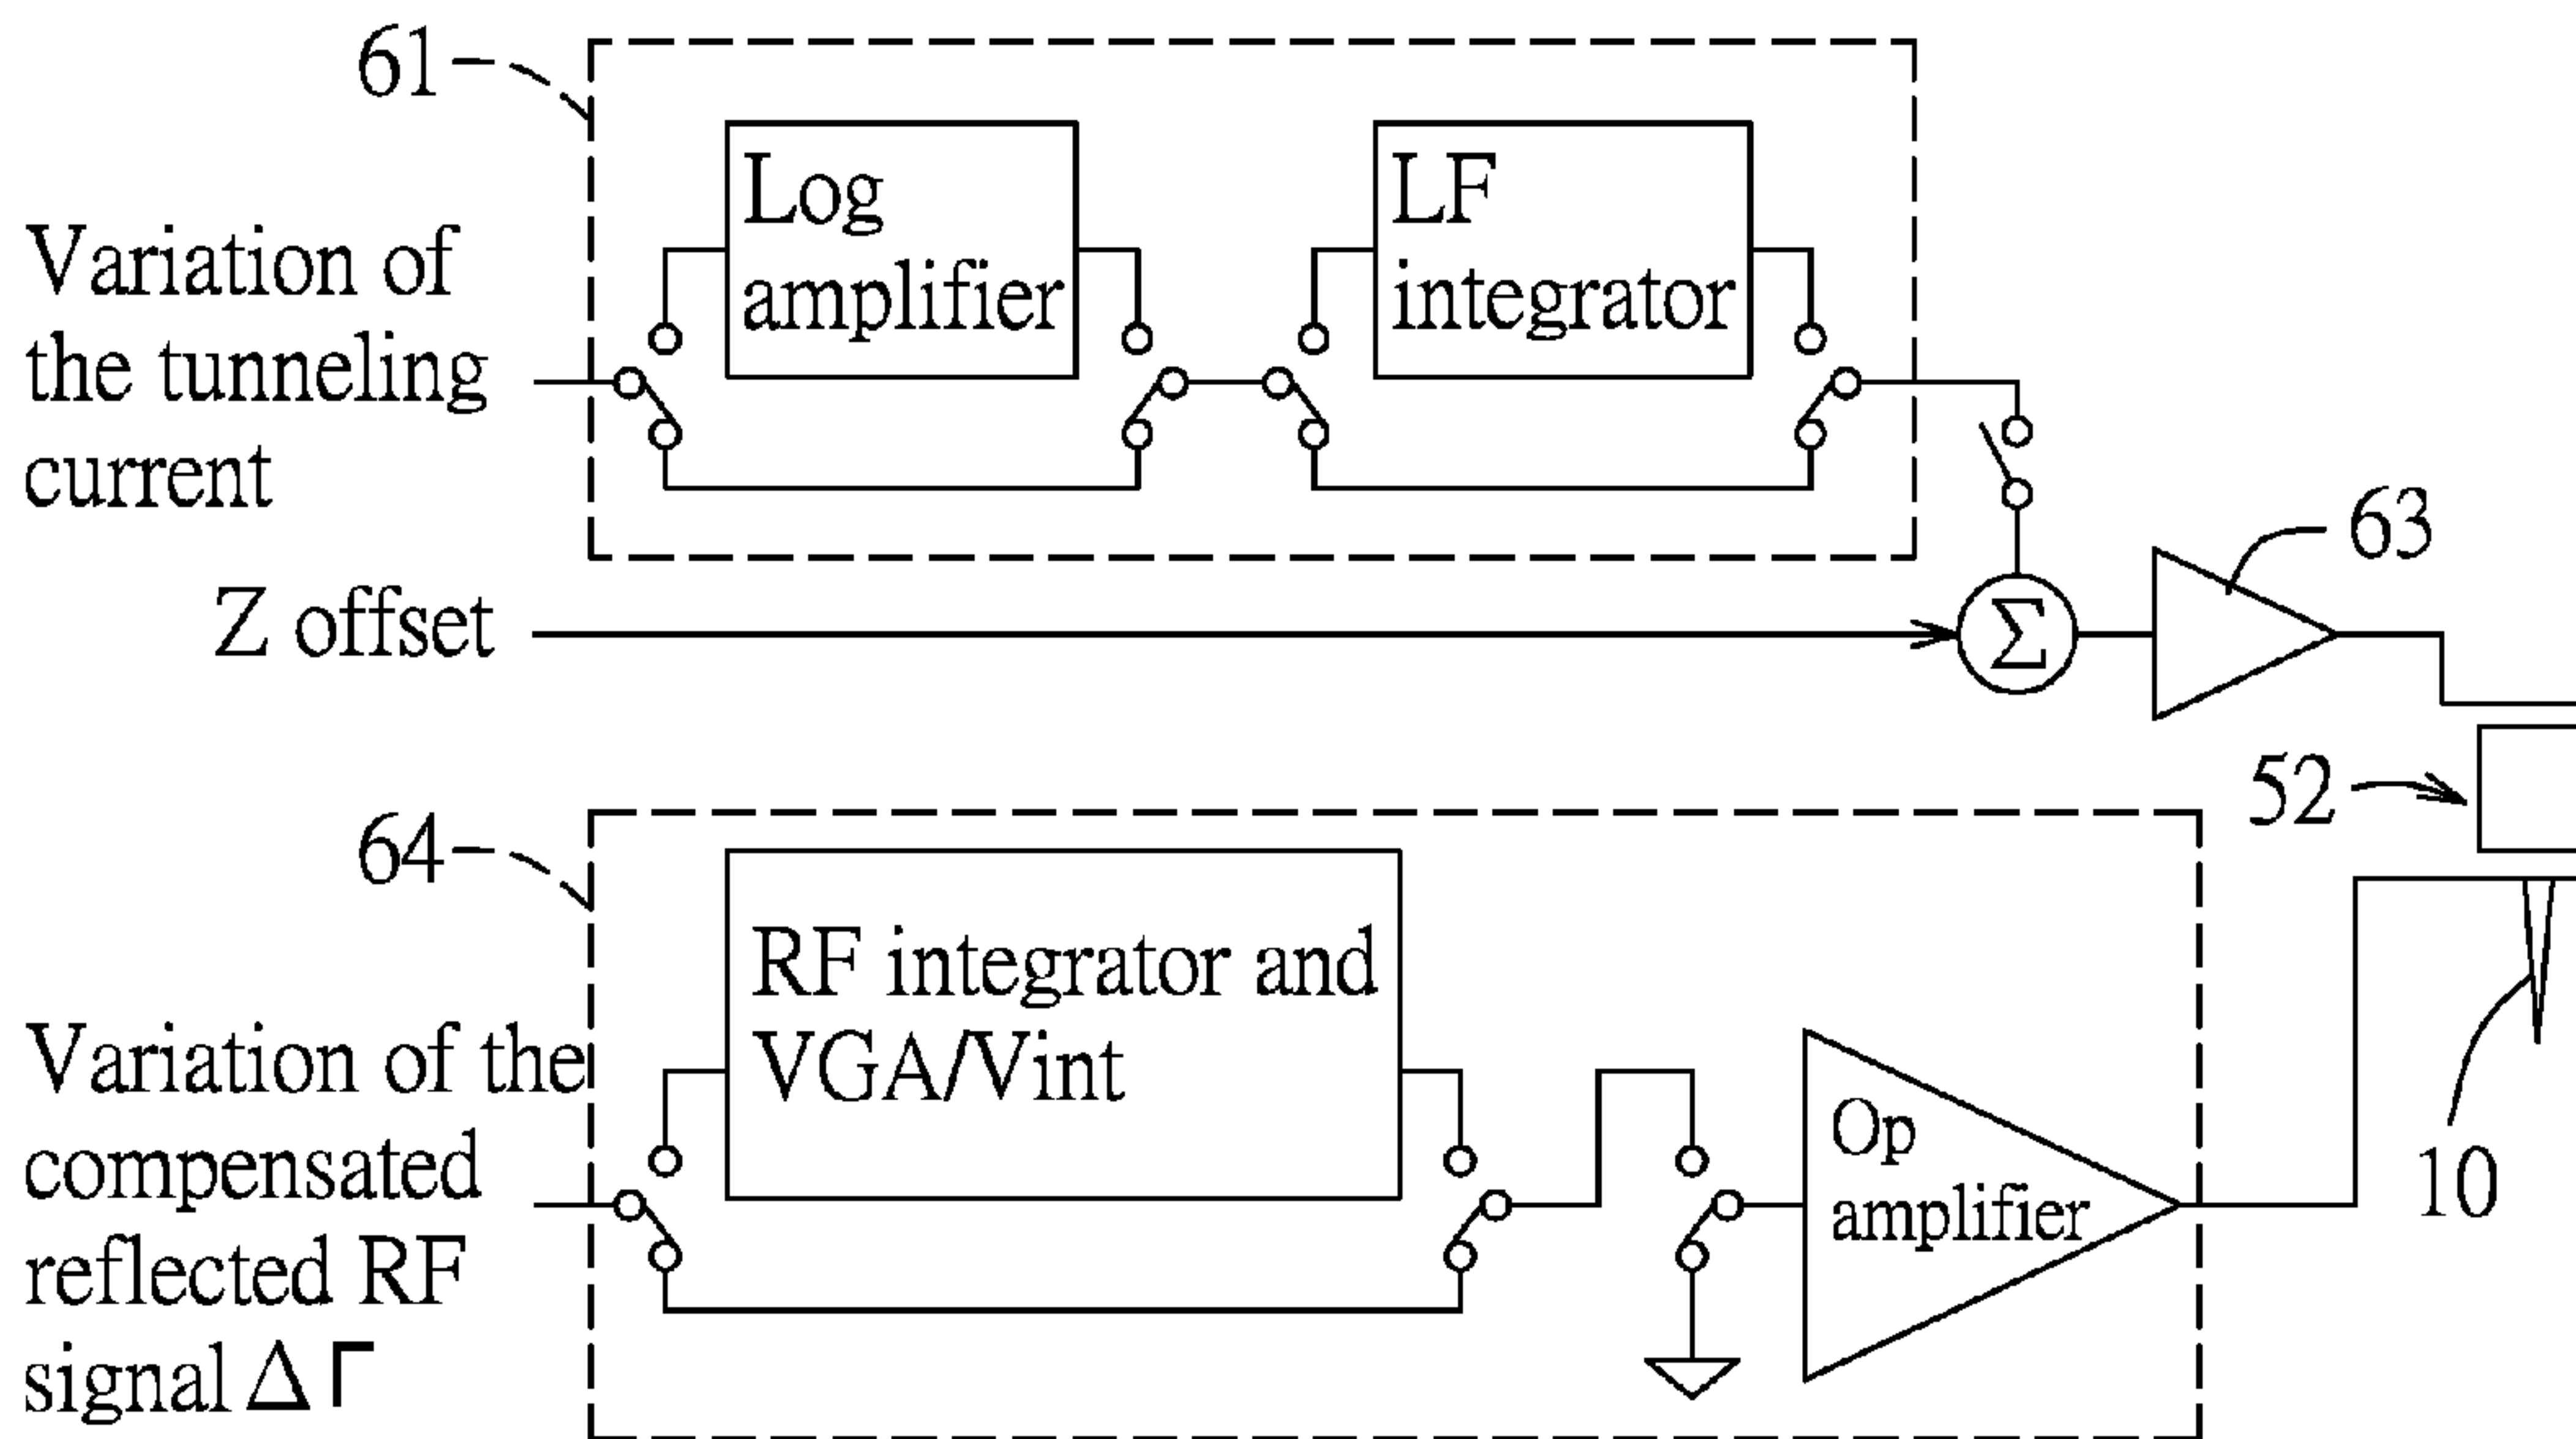 61
Log
amplifier
LF
integrator
Variation of
the tunneling
current
63
Z offset
Σ
52
64
RF integrator and
VGA/Vint
Variation of the
compensated
reflected RF
signal ΔΓ
Op
amplifier
10